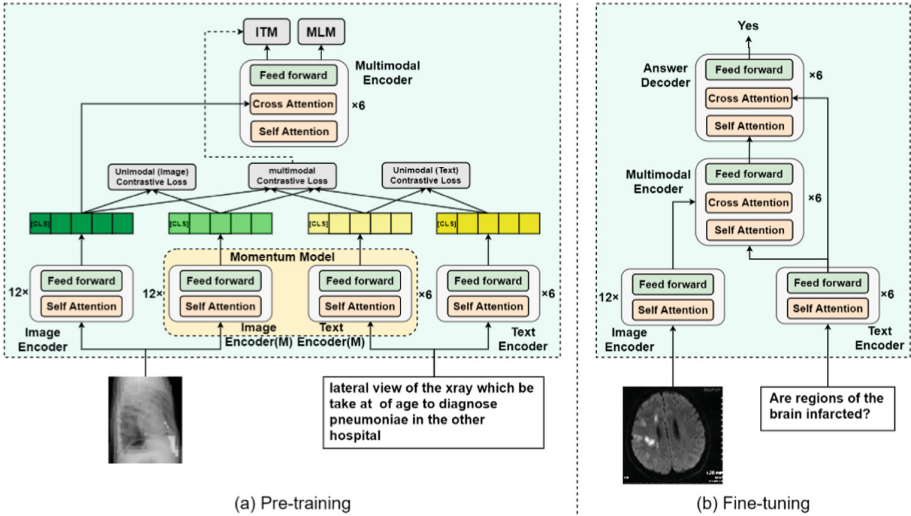 ITM
MLM
Multimodal
Encoder
Feed forward
Cross Attention
Self Attention
×6
Unimodal (Image)
Contrastive Loss
multimodal
Contrastive Loss
Unimodal (Text)
Contrastive Loss
[CLS]
[CLS]
[CLS]
[CLS]
Momentum Model
12×
Feed forward
Self Attention
Image
Encoder
12×
Feed forward
Self Attention
Image
Encoder(M)
Feed forward
Self Attention
×6
Text
Encoder(M)
Feed forward
Self Attention
×6
Text
Encoder
lateral view of the xray which be
take at of age to diagnose
pneumoniae in the other
hospital
(a) Pre-training
Yes
Answer
Decoder
Feed forward
Cross Attention
Self Attention
×6
Multimodal
Encoder
Feed forward
Cross Attention
Self Attention
×6
12×
Feed forward
Self Attention
Image
Encoder
Feed forward
Self Attention
×6
Text
Encoder
Are regions of the
brain infarcted?
(b) Fine-tuning